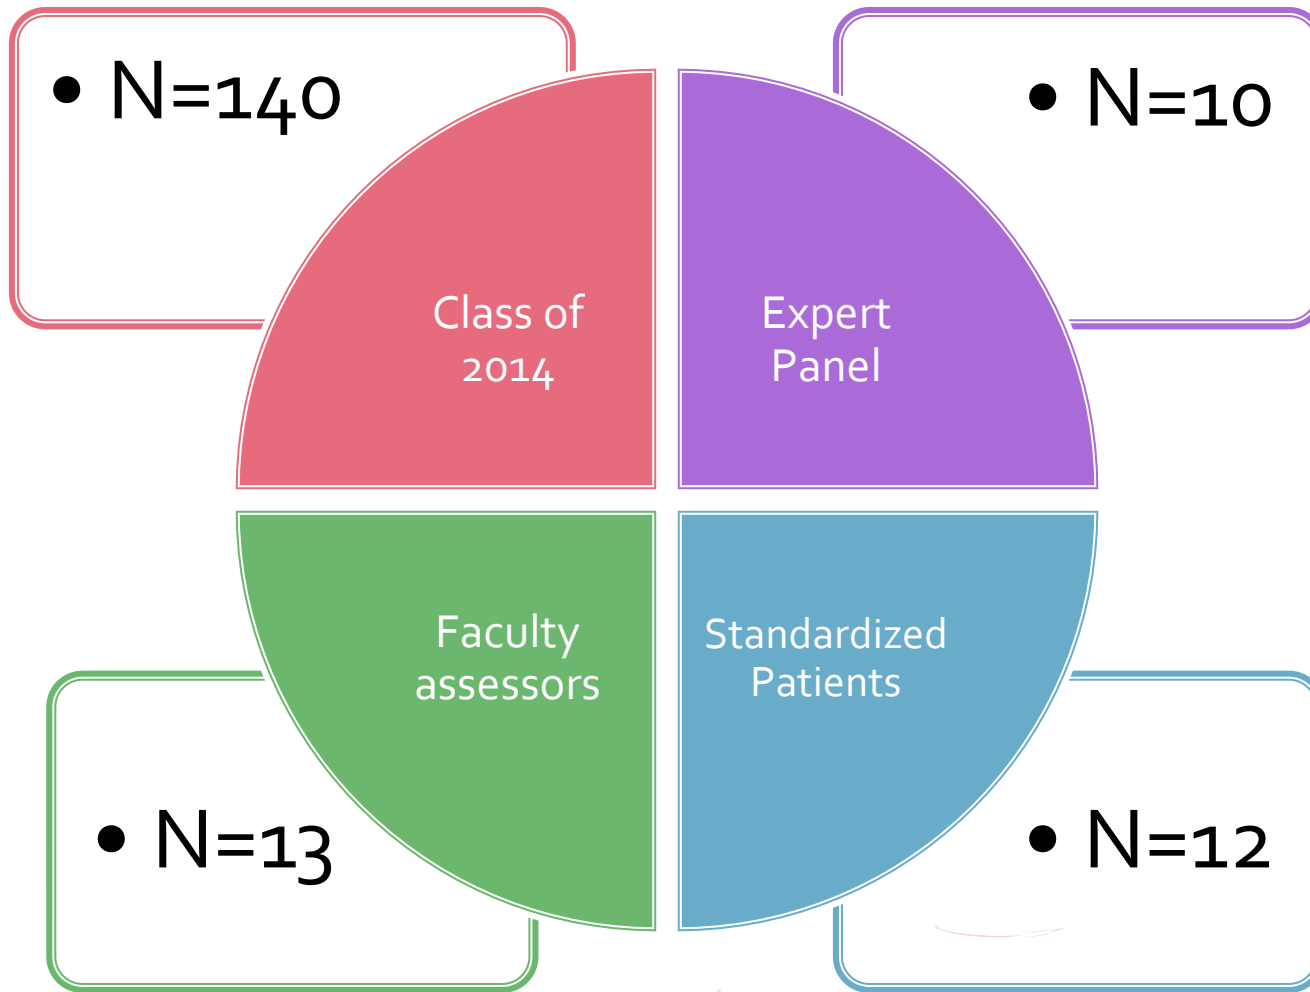 • N=140
• N=10
Class of
2014
Expert
Panel
Faculty
assessors
Standardized
Patients
• N=13
• N=12